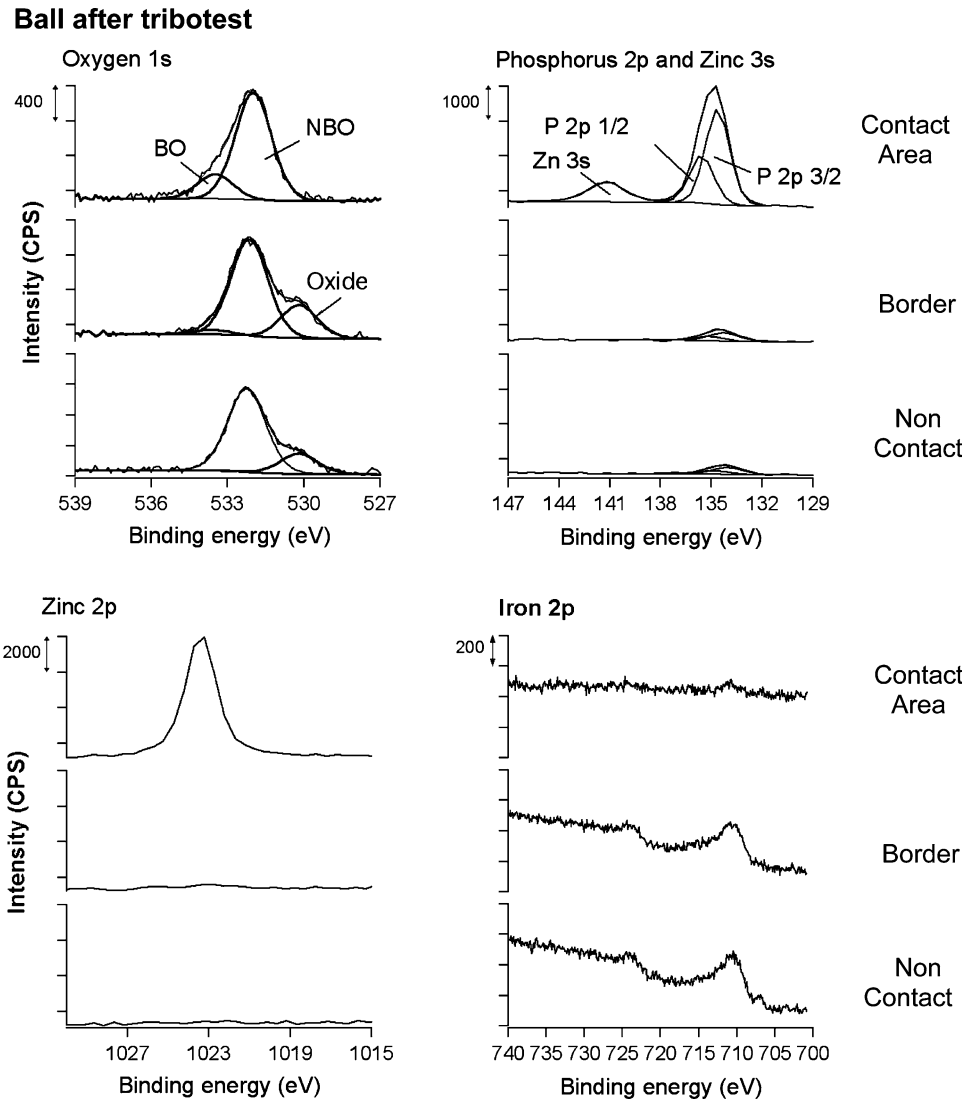 Ball after tribotest
Oxygen 1s
Phosphorus 2p and Zinc 3s
400
BO
NBO
1000
P 2p 1/2
Zn 3s
P 2p 3/2
Contact
Area
Oxide
Border
Non
Contact
Intensity (CPS)
539 536 533 530 527
Binding energy (eV)
147 144 141 138 135 132 129
Binding energy (eV)
Zinc 2p
Iron 2p
2000
200
Contact
Area
Border
Non
Contact
Intensity (CPS)
1027 1023 1019 1015
Binding energy (eV)
740 735 730 725 720 715 710 705 700
Binding energy (eV)